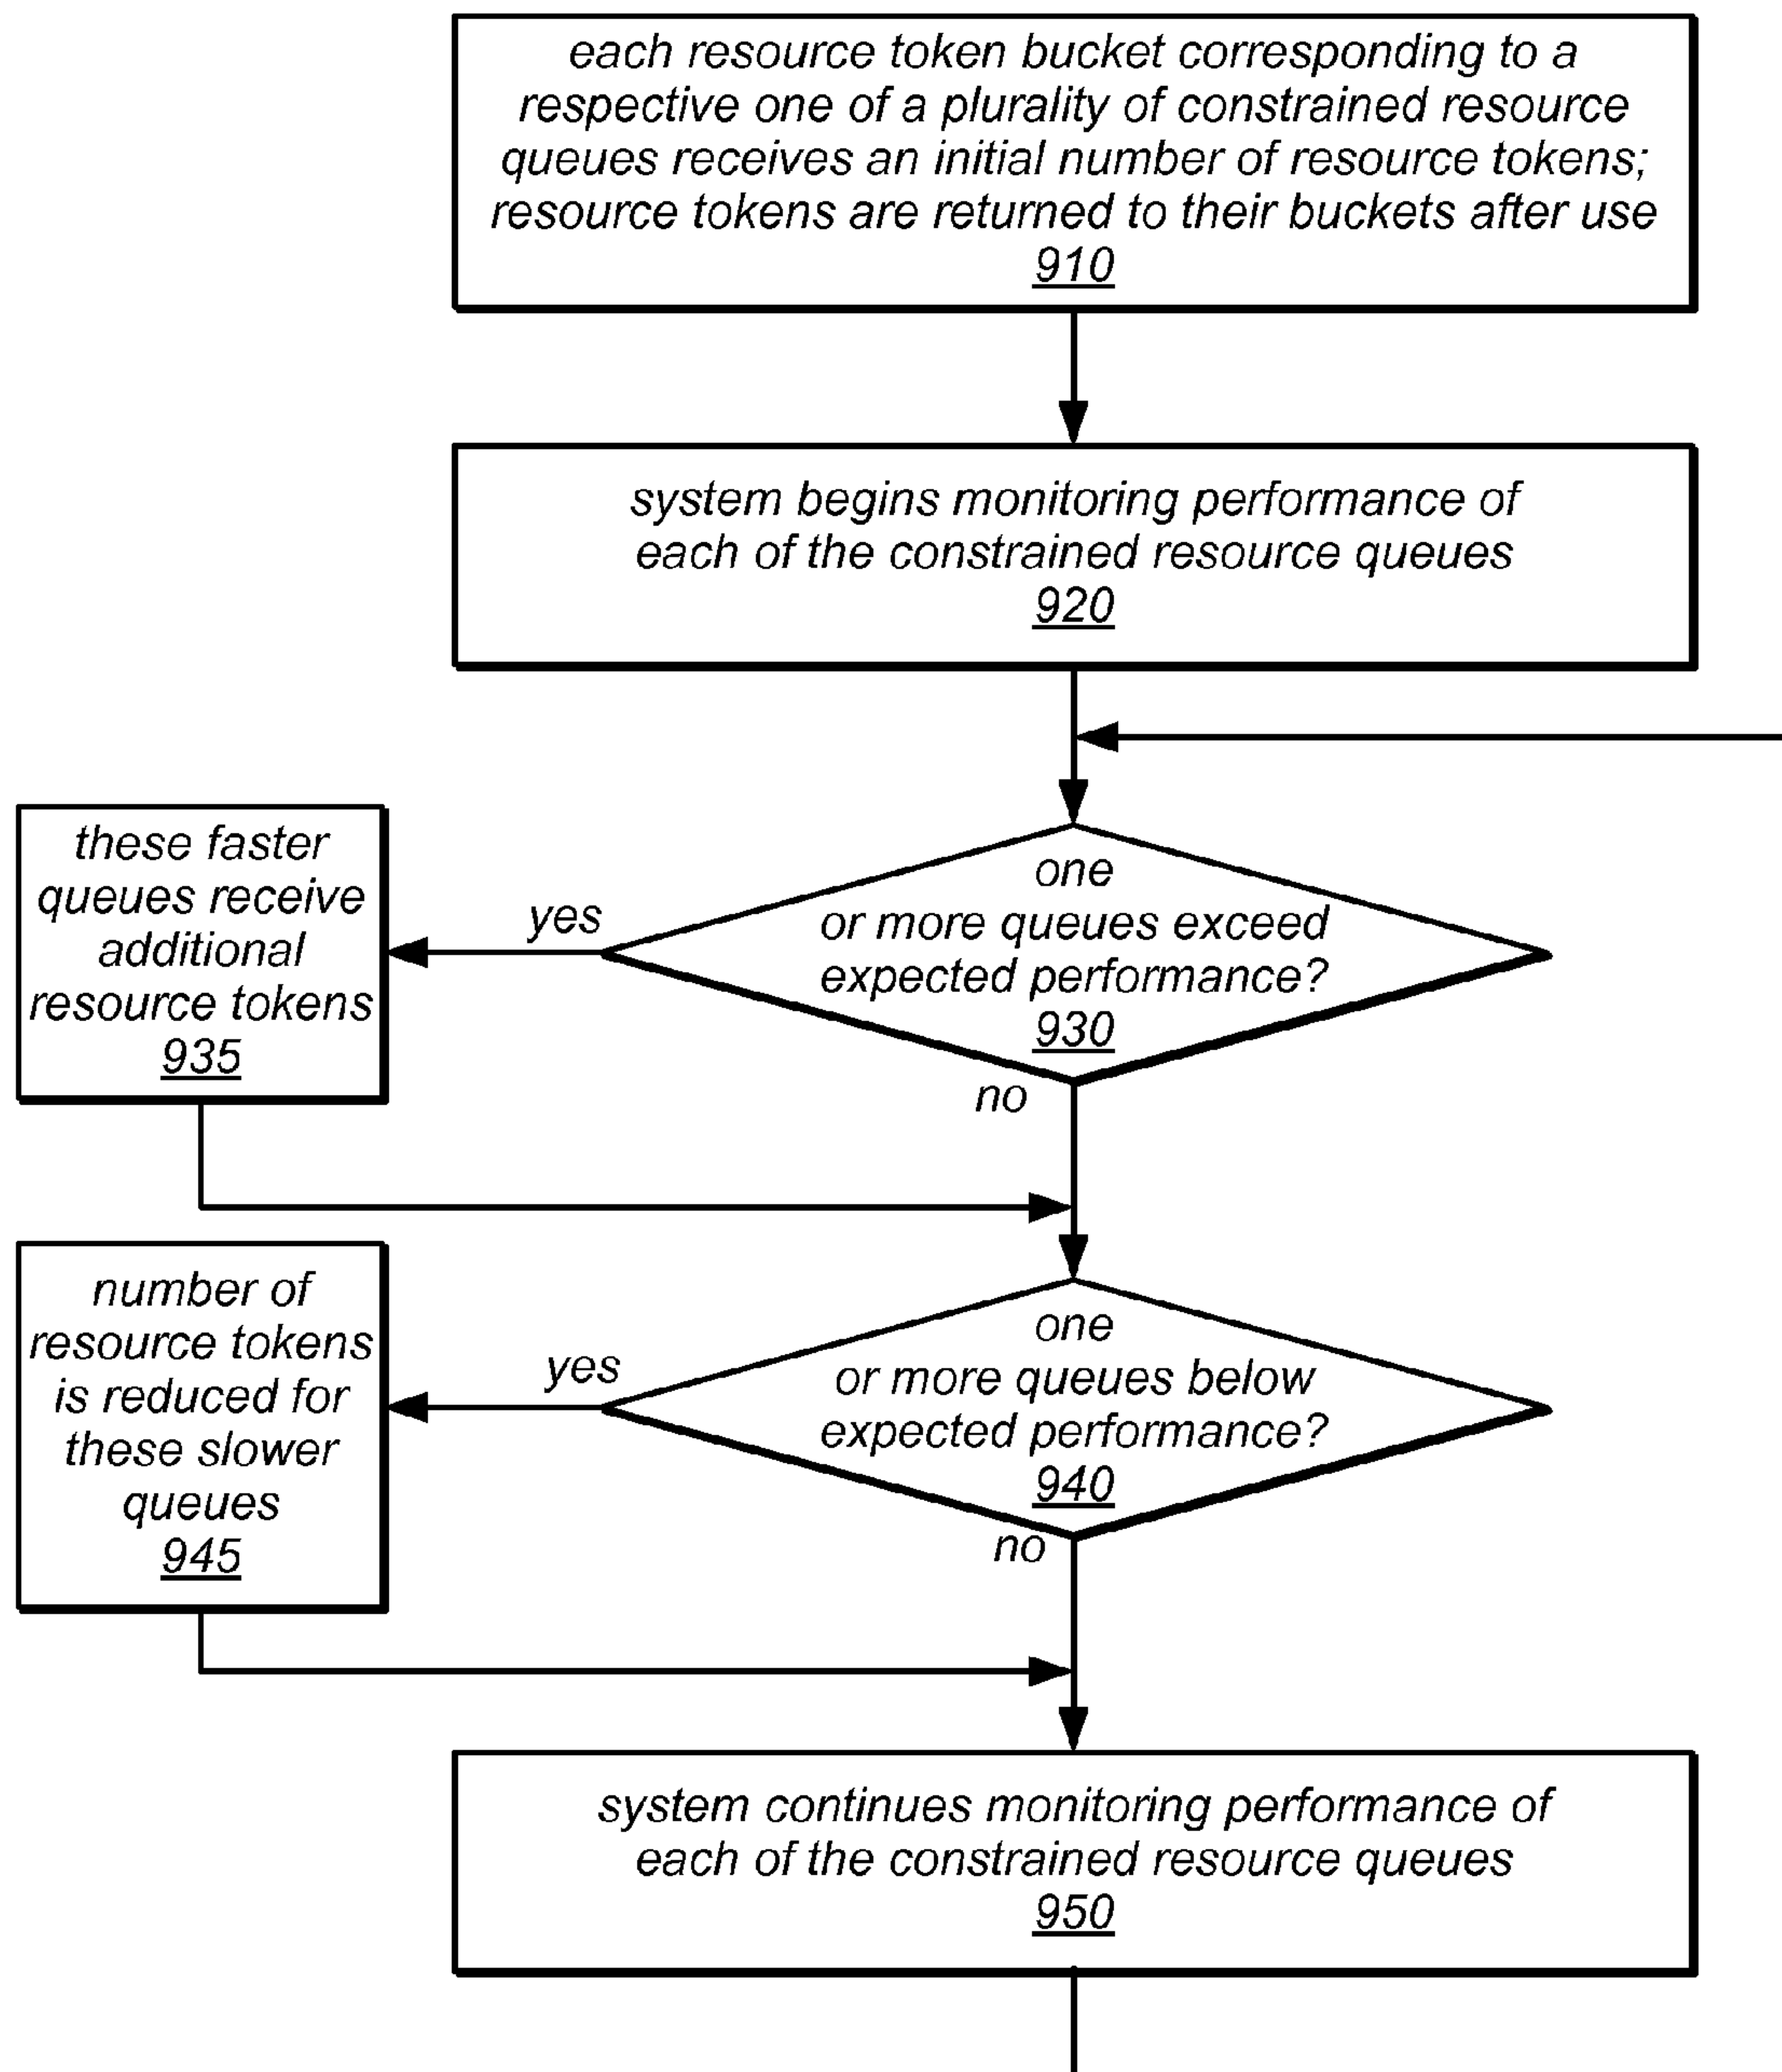 each resource token bucket corresponding to a
respective one of a plurality of constrained resource
queues receives an initial number of resource tokens;
resource tokens are returned to their buckets after use
910
system begins monitoring performance of
each of the constrained resource queues
920
one
or more queues exceed
expected performance?
930
yes
these faster
queues receive
additional
resource tokens
935
no
one
or more queues below
expected performance?
940
yes
number of
resource tokens
is reduced for
these slower
queues
945
no
system continues monitoring performance of
each of the constrained resource queues
950